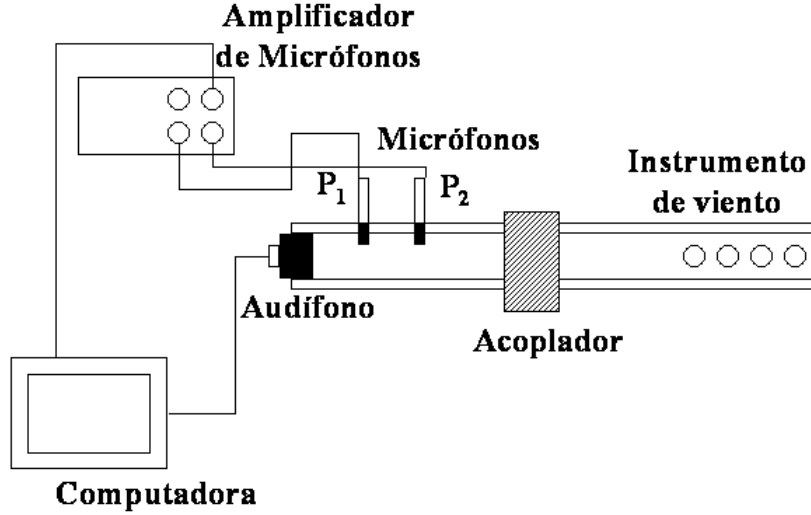 Amplificador
de Micrófonos
Micrófonos
P1
P2
Instrumento
de viento
Audífono
Acoplador
Computadora